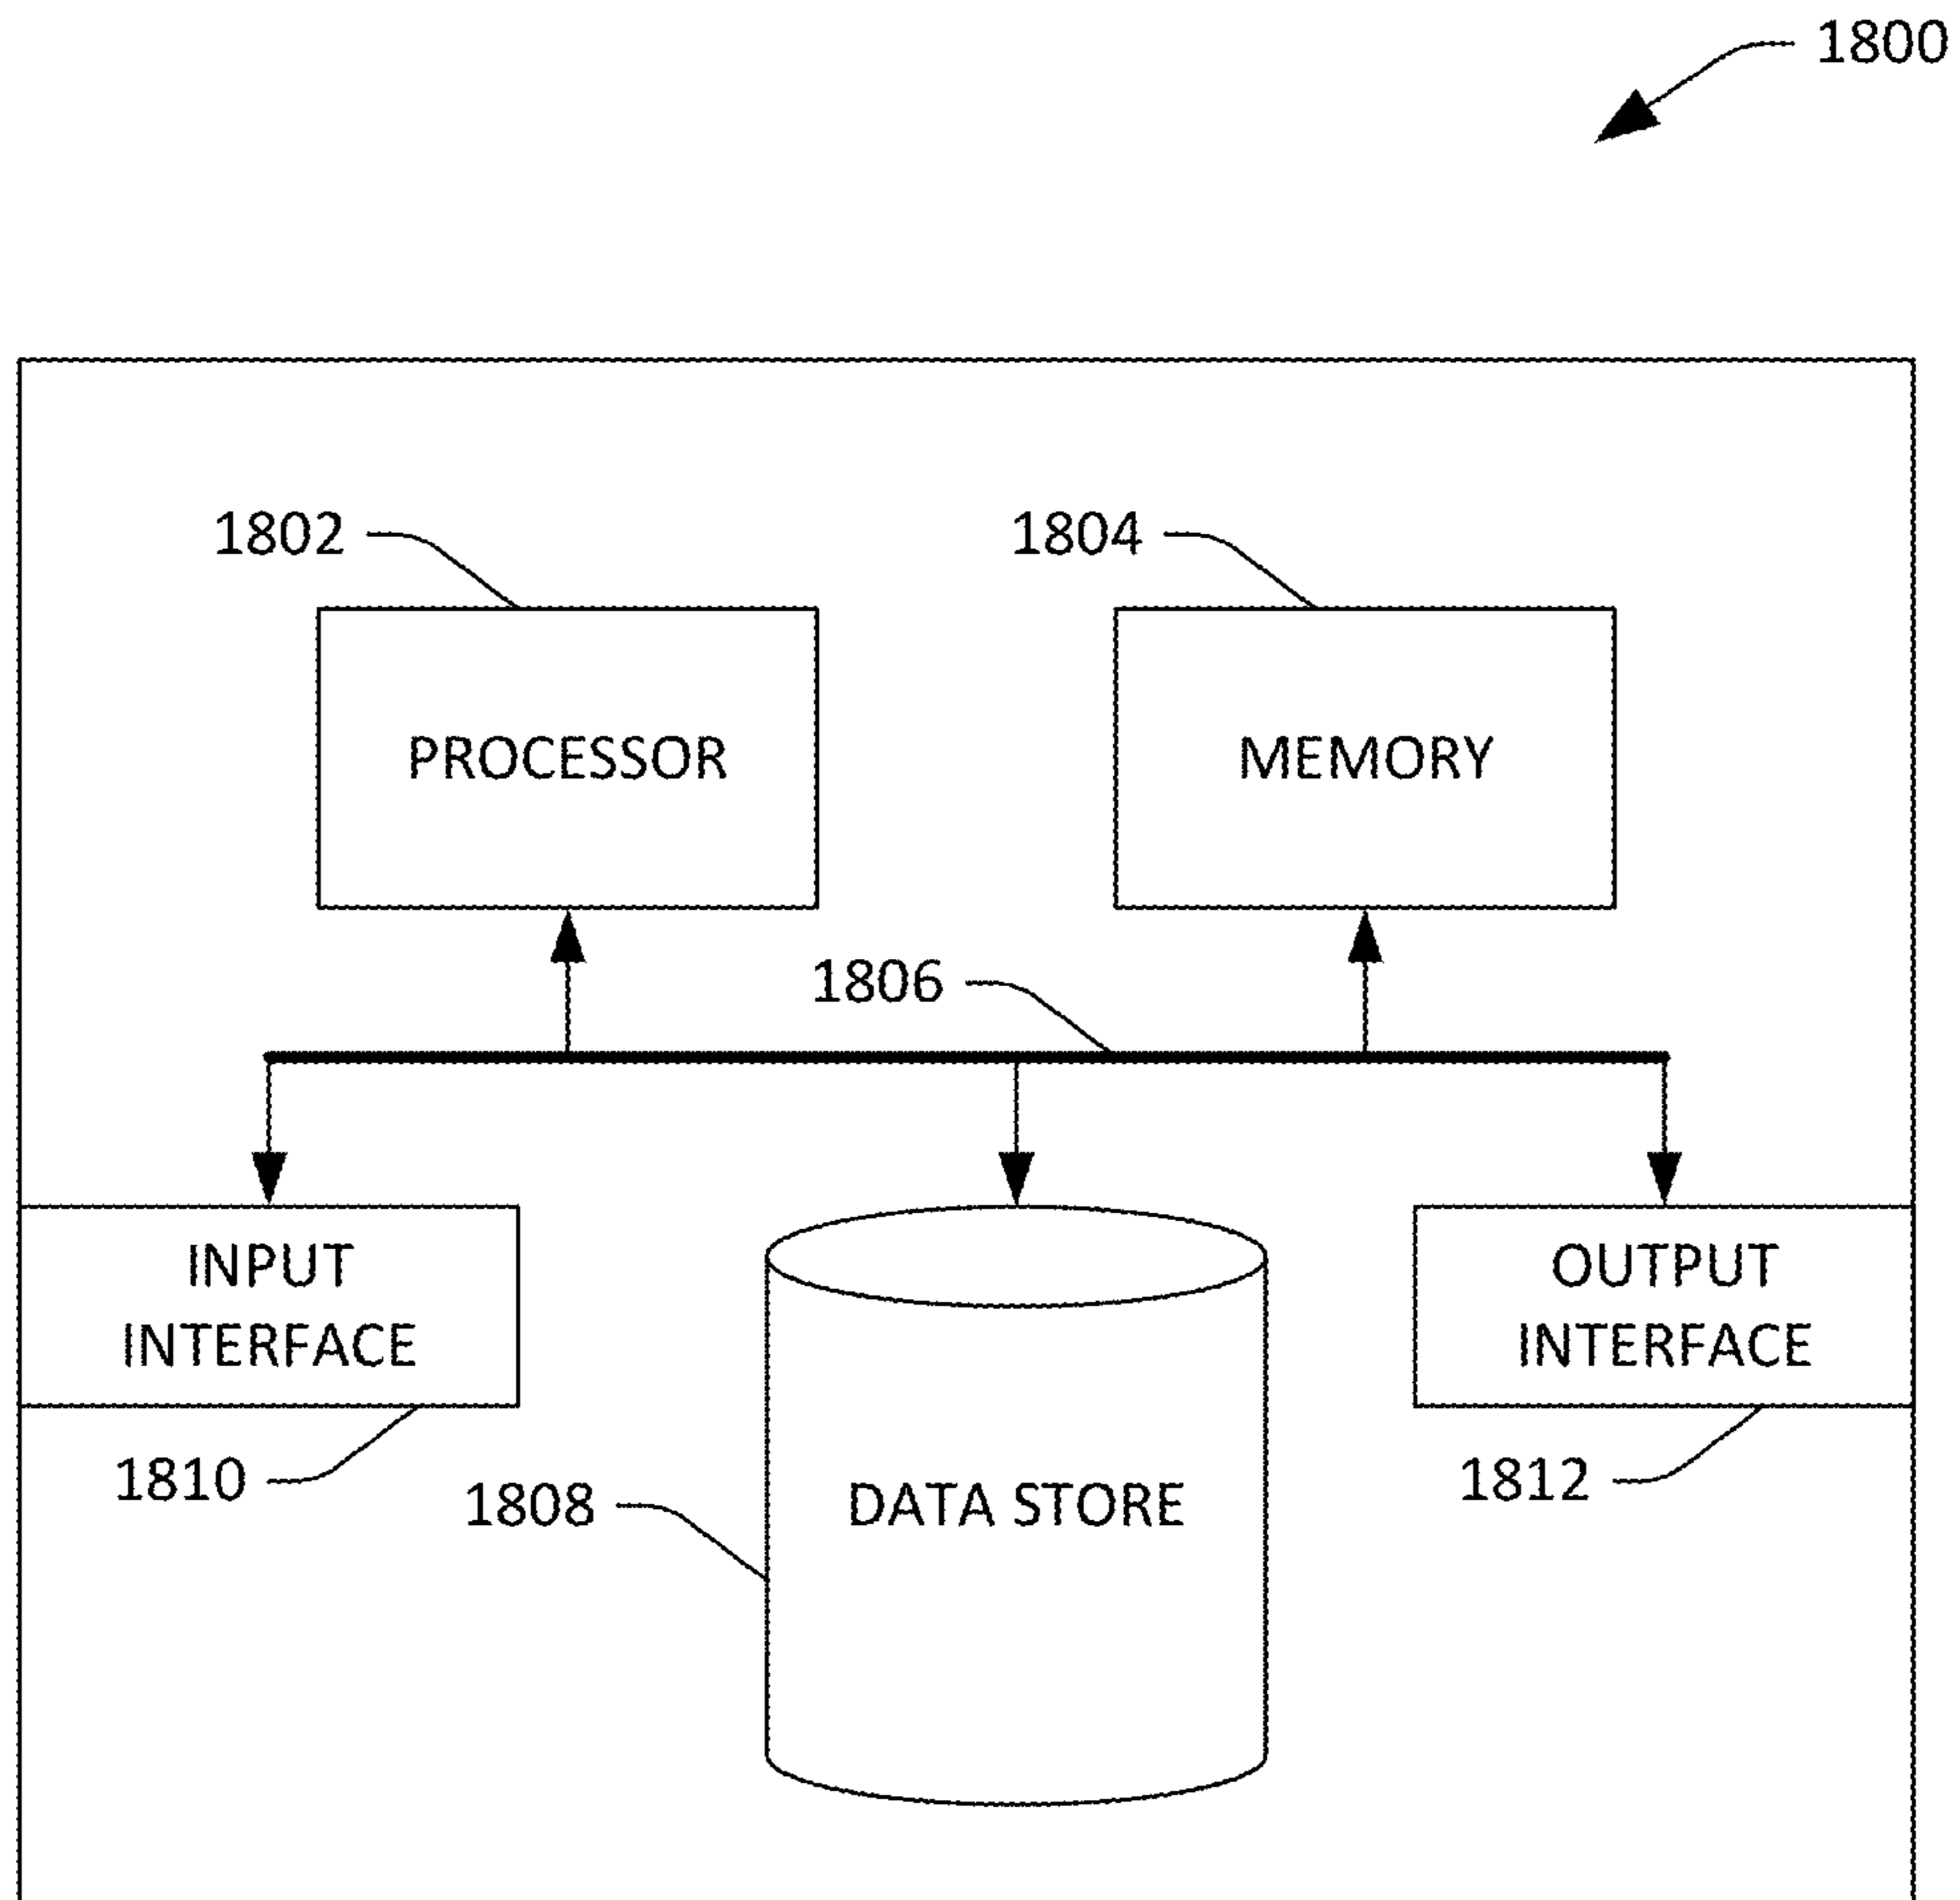 1800
1802
1804
PROCESSOR
MEMORY
1806
INPUT
INTERFACE
OUTPUT
INTERFACE
1810
1808
DATA STORE
1812